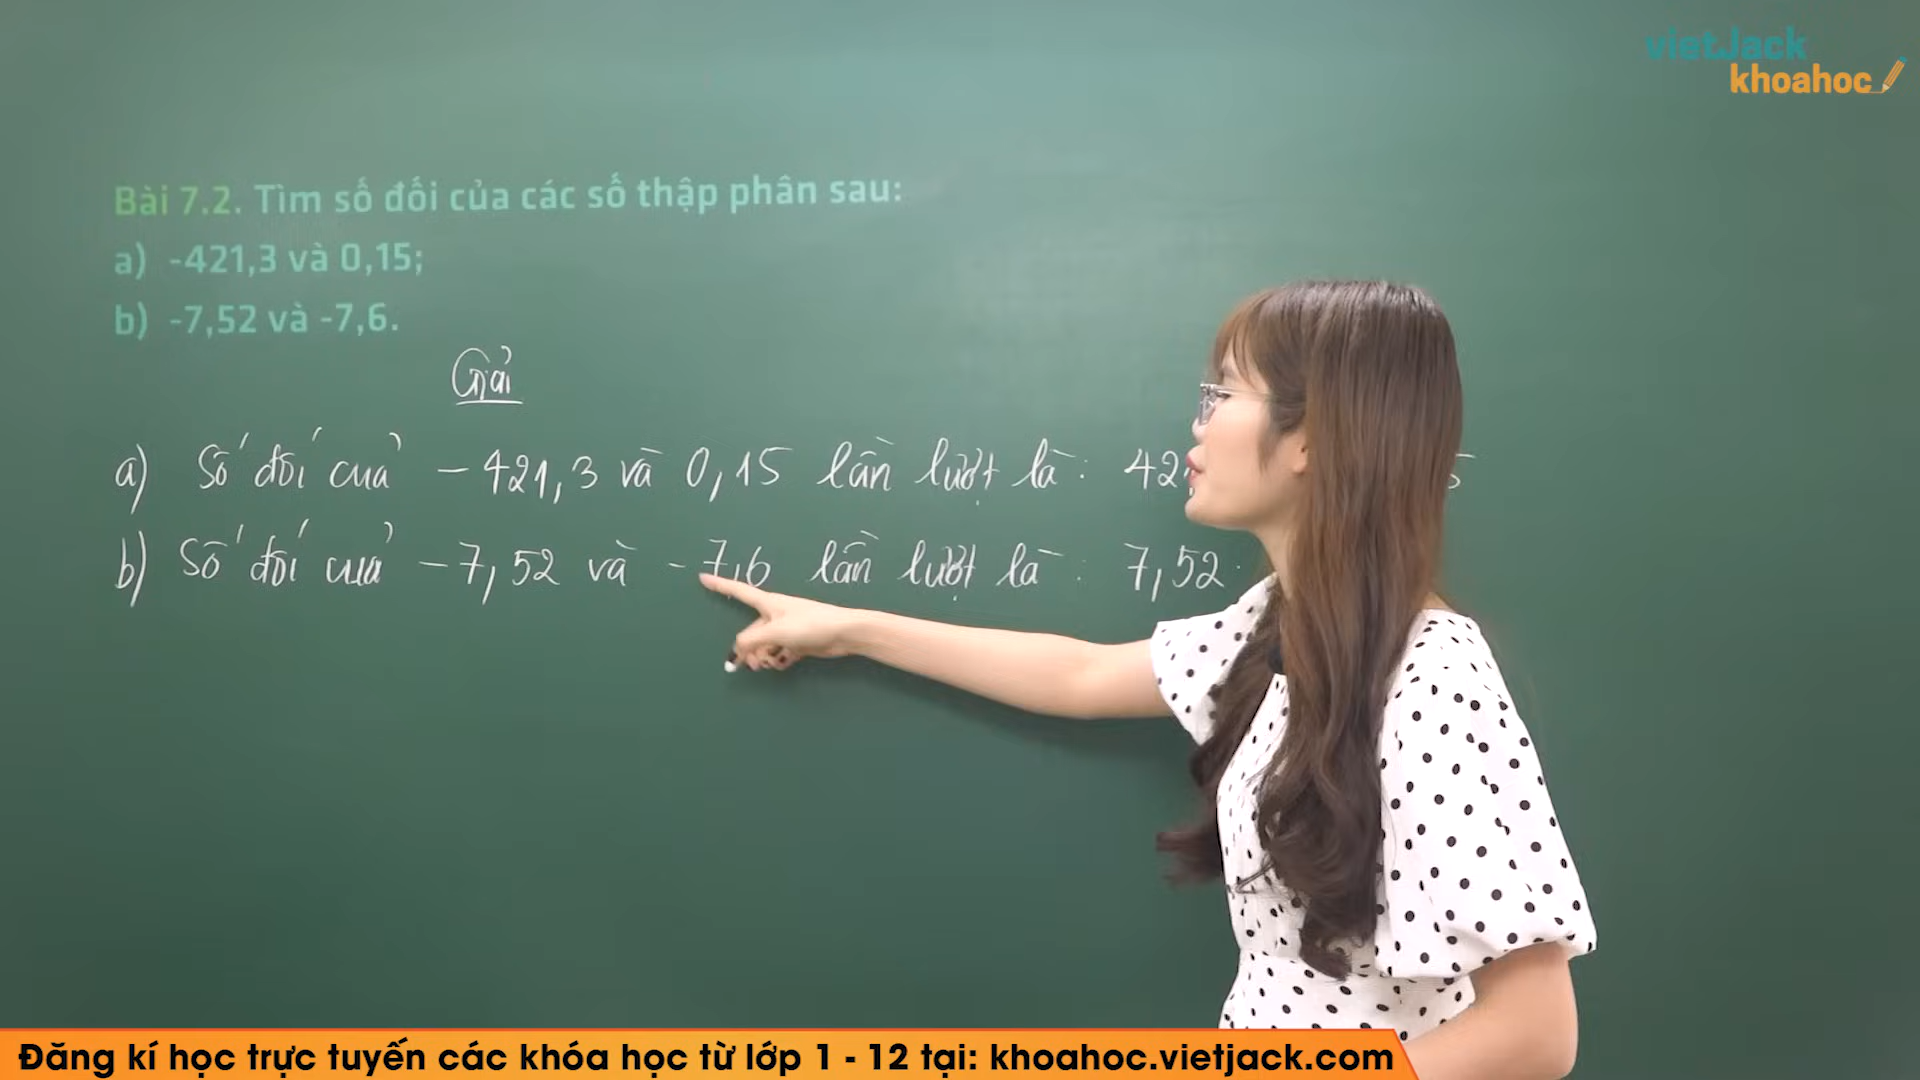 vietJack
khoahoc
Bài 7.2. Tìm số đối của các số thập phân sau:
a) -421,3 và 0,15;
b) -7,52 và -7,6.
Giải
a) Số đối của -421,3 và 0,15 lần lượt là: 42 5
b) Số đối của -7,52 và -7,6 lần lượt là: 7,52
Đăng kí học trực tuyến các khóa học từ lớp 1 - 12 tại: khoahoc.vietjack.com